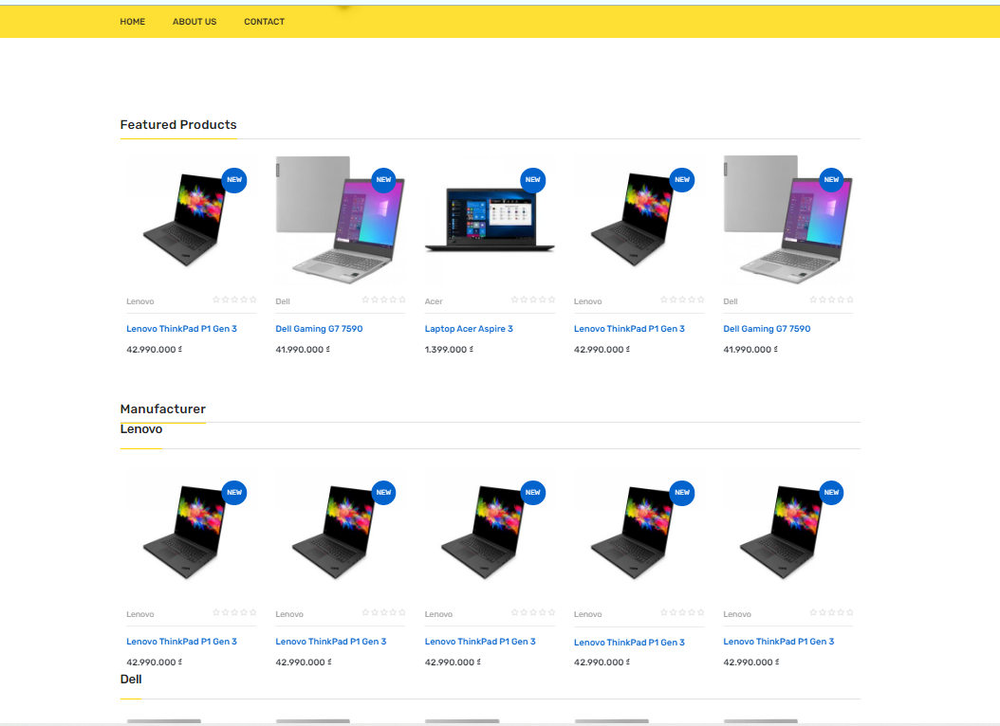 HOME ABOUT US CONTACT
Featured Products
NEW NEW NEW NEW NEW
Lenovo Dell Acer Lenovo Dell
Lenovo ThinkPad P1 Gen 3 Dell Gaming G7 7590 Laptop Acer Aspire 3 Lenovo ThinkPad P1 Gen 3 Dell Gaming G7 7590
42.990.000 ₫ 41.990.000 ₫ 1.399.000 ₫ 42.990.000 ₫ 41.990.000 ₫
Manufacturer
Lenovo
NEW NEW NEW NEW NEW
Lenovo Lenovo Lenovo Lenovo Lenovo
Lenovo ThinkPad P1 Gen 3 Lenovo ThinkPad P1 Gen 3 Lenovo ThinkPad P1 Gen 3 Lenovo ThinkPad P1 Gen 3 Lenovo ThinkPad P1 Gen 3
42.990.000 ₫ 42.990.000 ₫ 42.990.000 ₫ 42.990.000 ₫ 42.990.000 ₫
Dell